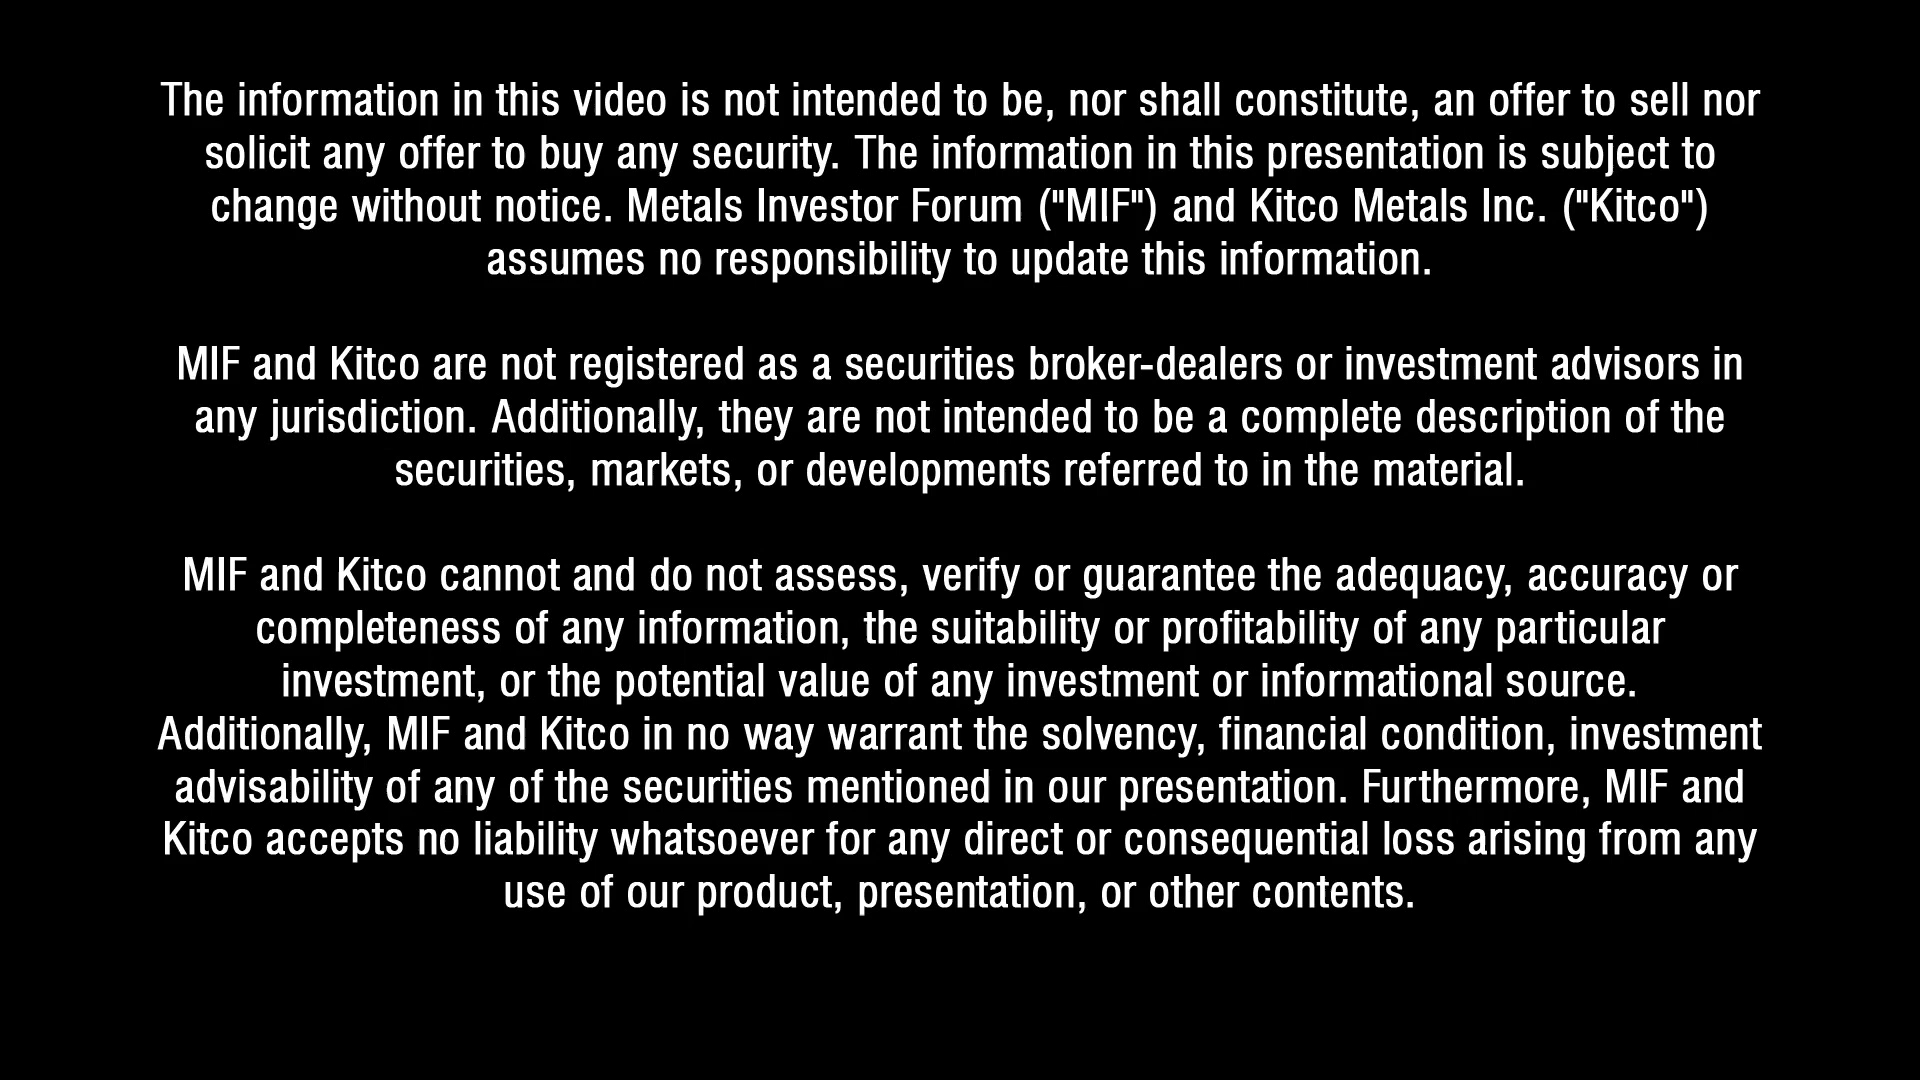 The information in this video is not intended to be, nor shall constitute, an offer to sell nor
solicit any offer to buy any security. The information in this presentation is subject to
change without notice. Metals Investor Forum ("MIF") and Kitco Metals Inc. ("Kitco")
assumes no responsibility to update this information.
MIF and Kitco are not registered as a securities broker-dealers or investment advisors in
any jurisdiction. Additionally, they are not intended to be a complete description of the
securities, markets, or developments referred to in the material.
MIF and Kitco cannot and do not assess, verify or guarantee the adequacy, accuracy or
completeness of any information, the suitability or profitability of any particular
investment, or the potential value of any investment or informational source.
Additionally, MIF and Kitco in no way warrant the solvency, financial condition, investment
advisability of any of the securities mentioned in our presentation. Furthermore, MIF and
Kitco accepts no liability whatsoever for any direct or consequential loss arising from any
use of our product, presentation, or other contents.